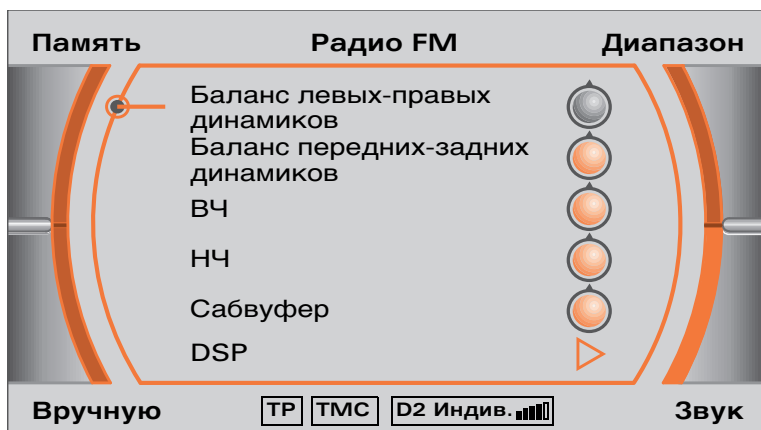 Память Радио FM Диапазон
Баланс левых-правых
динамиков
Баланс передних-задних
динамиков
ВЧ
НЧ
Сабвуфер
DSP
Вручную TP TMC D2 Индив. Звук